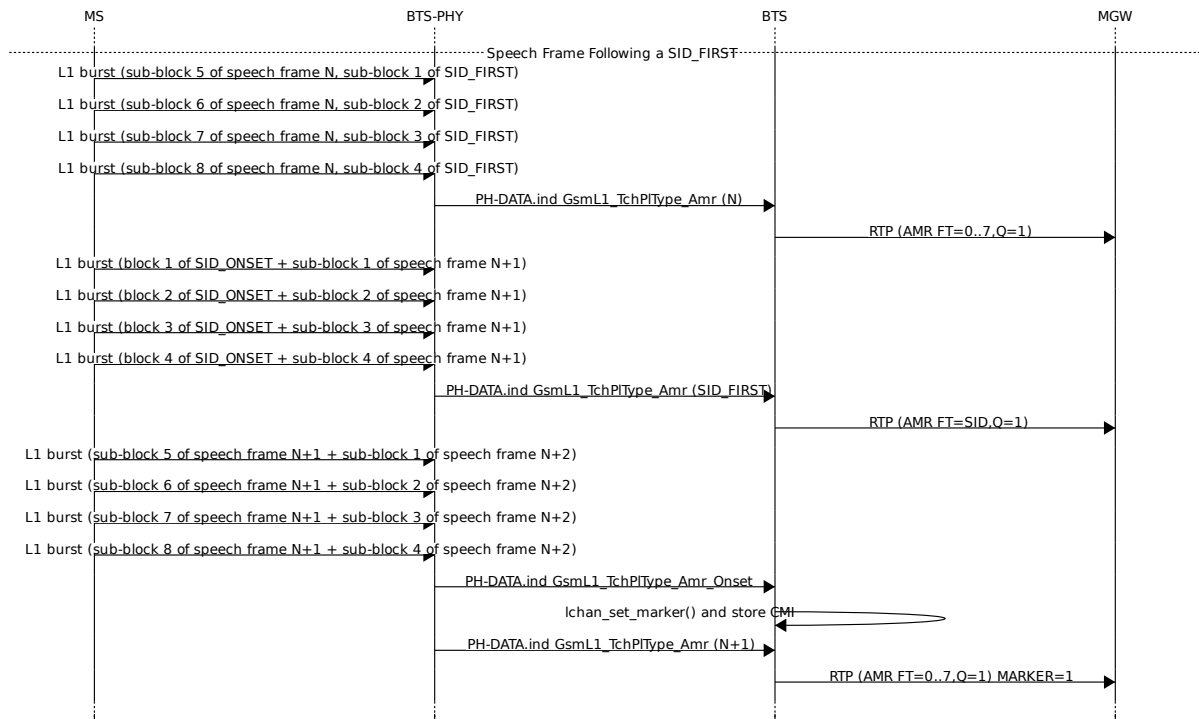 MS BTS-PHY BTS MGW
Speech Frame Following a SID_FIRST
L1 burst (sub-block 5 of speech frame N, sub-block 1 of SID_FIRST)
L1 burst (sub-block 6 of speech frame N, sub-block 2 of SID_FIRST)
L1 burst (sub-block 7 of speech frame N, sub-block 3 of SID_FIRST)
L1 burst (sub-block 8 of speech frame N, sub-block 4 of SID_FIRST)
PH-DATA.ind GsmL1_TchPlType_Amr (N)
RTP (AMR FT=0..7,Q=1)
L1 burst (block 1 of SID_ONSET + sub-block 1 of speech frame N+1)
L1 burst (block 2 of SID_ONSET + sub-block 2 of speech frame N+1)
L1 burst (block 3 of SID_ONSET + sub-block 3 of speech frame N+1)
L1 burst (block 4 of SID_ONSET + sub-block 4 of speech frame N+1)
PH-DATA.ind GsmL1_TchPlType_Amr (SID_FIRST)
RTP (AMR FT=SID,Q=1)
L1 burst (sub-block 5 of speech frame N+1 + sub-block 1 of speech frame N+2)
L1 burst (sub-block 6 of speech frame N+1 + sub-block 2 of speech frame N+2)
L1 burst (sub-block 7 of speech frame N+1 + sub-block 3 of speech frame N+2)
L1 burst (sub-block 8 of speech frame N+1 + sub-block 4 of speech frame N+2)
PH-DATA.ind GsmL1_TchPlType_Amr_Onset
lchan_set_marker() and store CMI
PH-DATA.ind GsmL1_TchPlType_Amr (N+1)
RTP (AMR FT=0..7,Q=1) MARKER=1